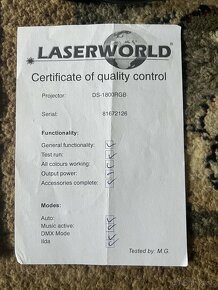 LASERWORLD®
Certificate of quality control
Projector: DS-1800RGB
Serial: 81672126
Functionality:
General functionality:
Test run:
All colours working:
Output power:
Accessories complete:
Modes:
Auto:
Music active:
DMX Mode
Ilda
Tested by: M.G.